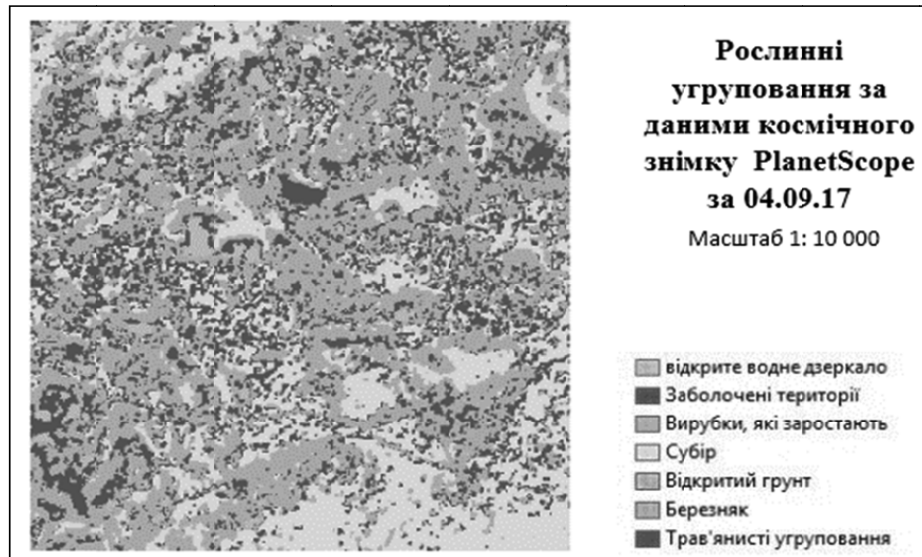 Рослинні
угруповання за
даними космічного
знімку PlanetScope
за 04.09.17
Масштаб 1: 10 000
відкрите водне дзеркало
Заболочені території
Вирубки, які заростають
Субір
Відкритий грунт
Березняк
Трав'янисті угруповання